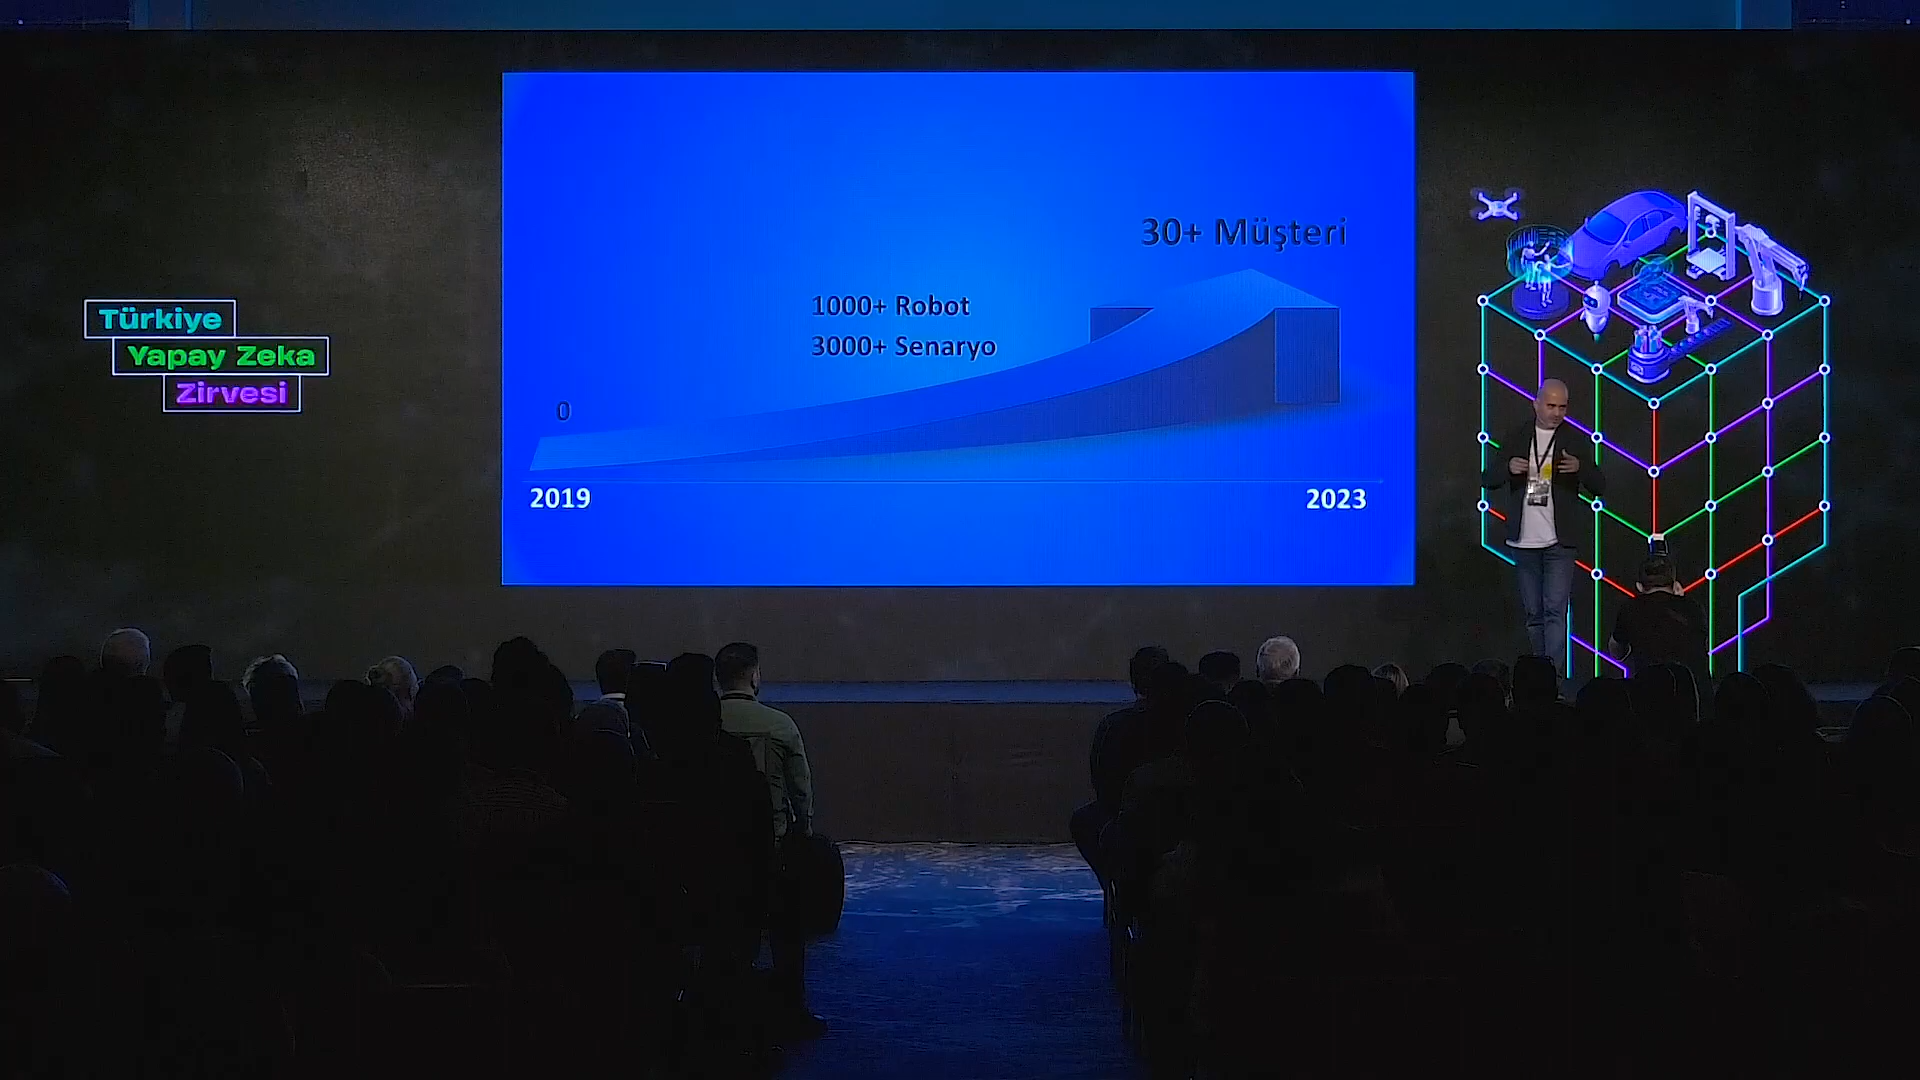 Türkiye
Yapay Zeka
Zirvesi
30+ Müşteri
1000+ Robot
3000+ Senaryo
0
2019
2023